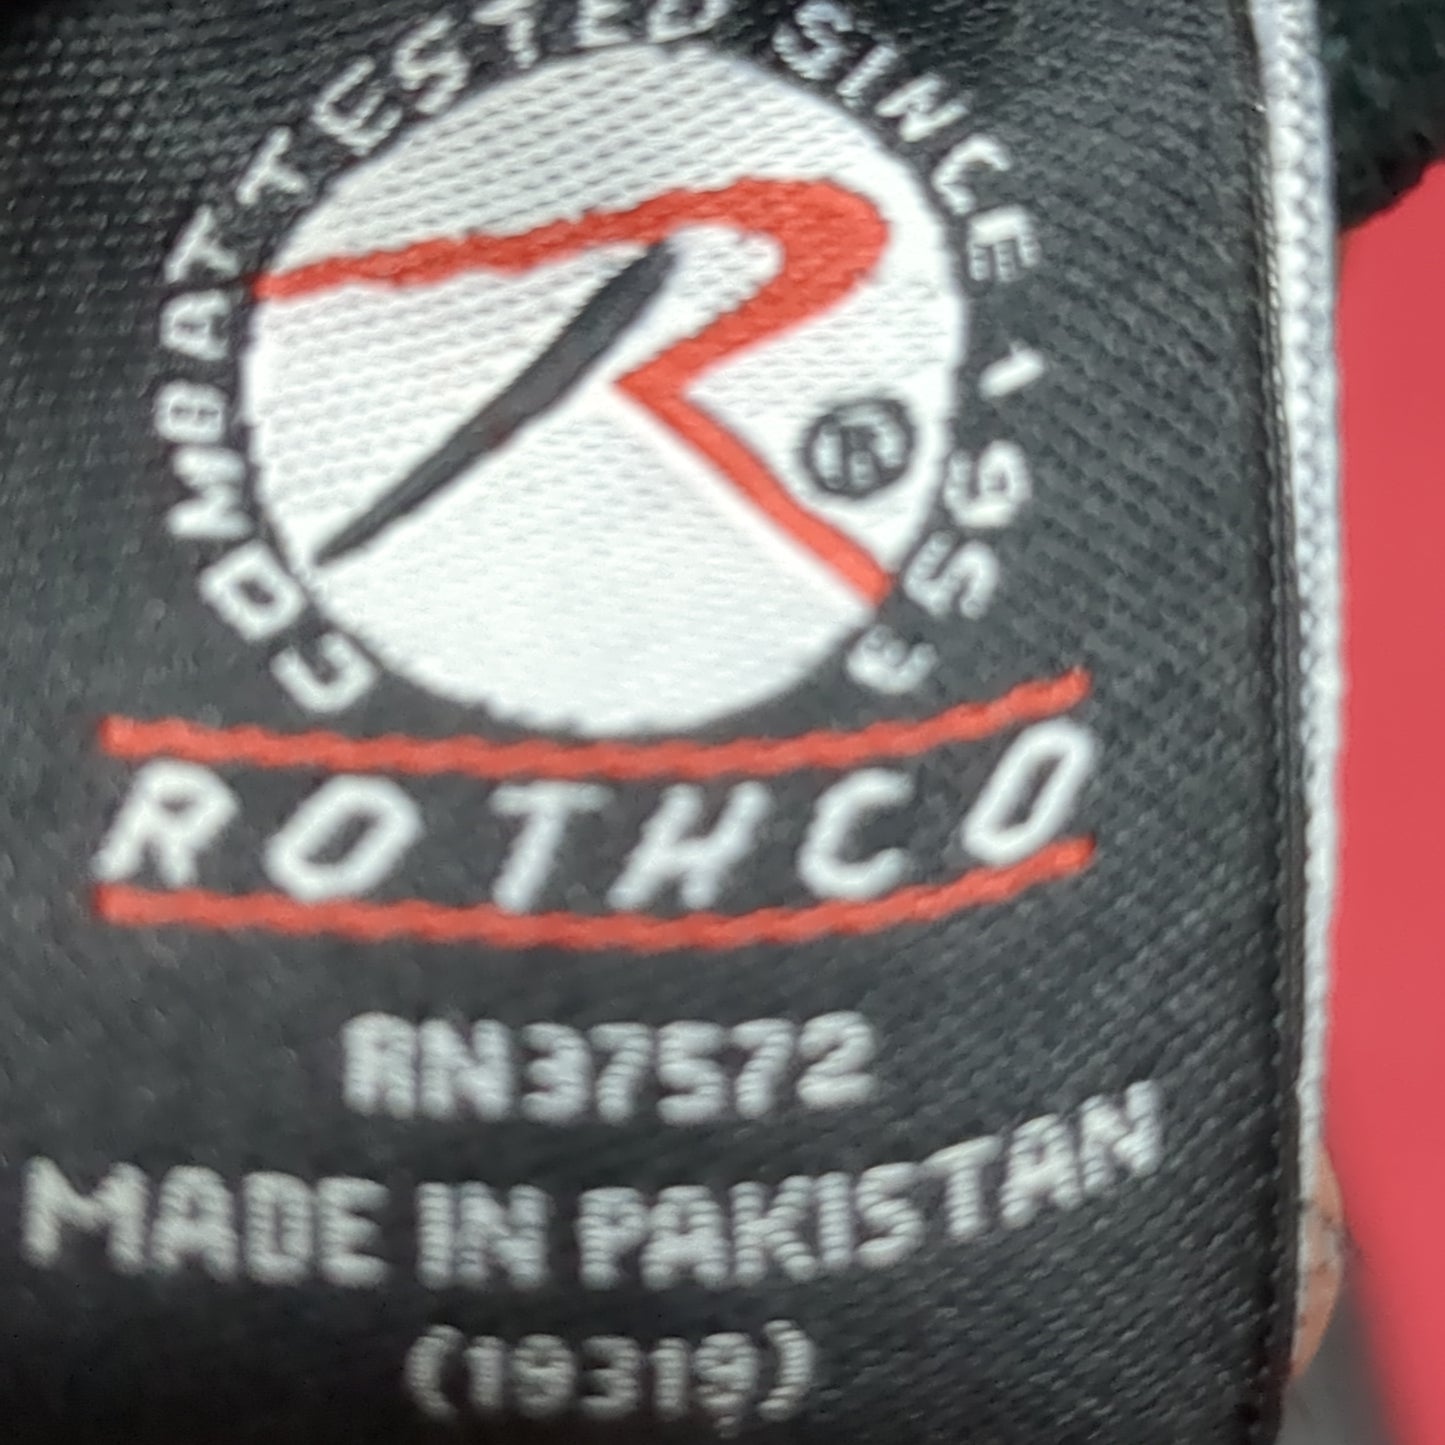 COMBAT TESTED SINCE 1953
R
®
ROTHCO
RN37572
MADE IN PAKISTAN
(19319)